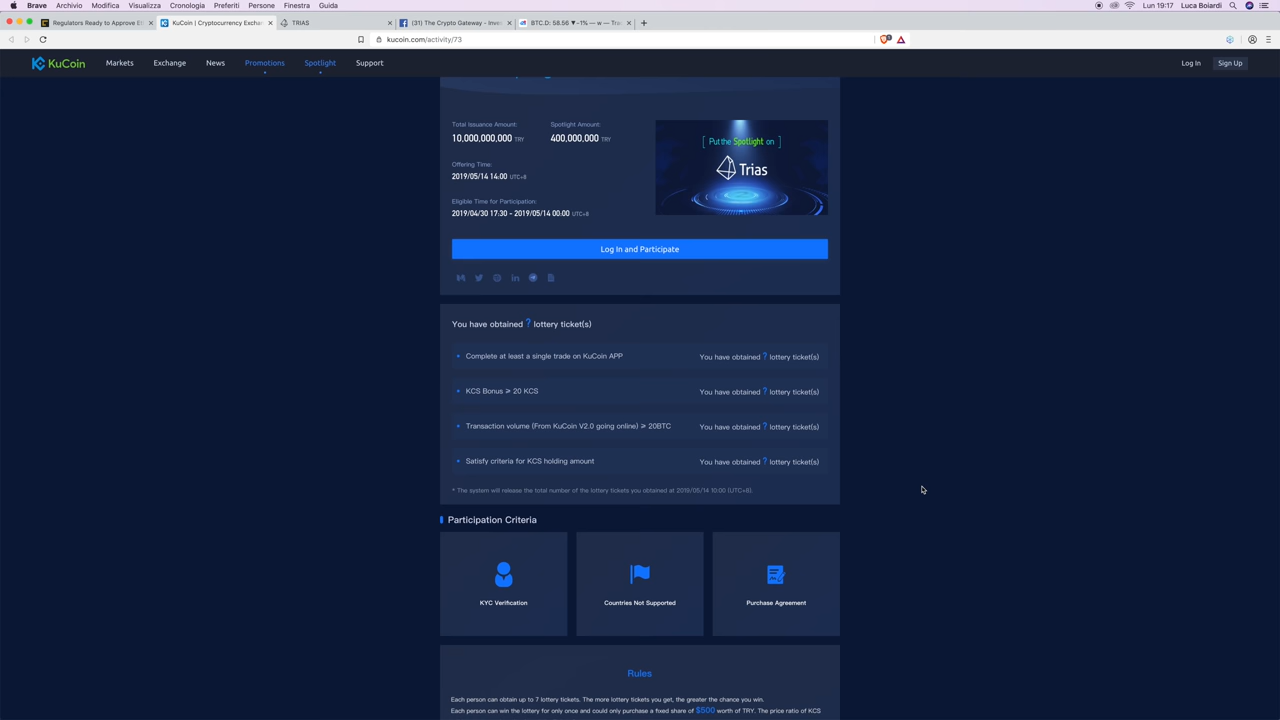 Brave Archivio Modifica Visualizza Cronologia Preferiti Persone Finestra Guida Lun 19:17 Luca Boiardi
Regulators Ready to Approve Et KuCoin | Cryptocurrency Exchan TRIAS (31) The Crypto Gateway - Inve BTC.D: 58.56 ▼−1% — w — Tra
kucoin.com/activity/73
KuCoin Markets Exchange News Promotions Spotlight Support Log In Sign Up
Total Issuance Amount: Spotlight Amount:
10,000,000,000 TRY 400,000,000 TRY
[ Put the Spotlight on ]
Trias
Offering Time:
2019/05/14 14:00 UTC+8
Eligible Time for Participation:
2019/04/30 17:30 - 2019/05/14 00:00 UTC+8
Log In and Participate
You have obtained ? lottery ticket(s)
Complete at least a single trade on KuCoin APP You have obtained ? lottery ticket(s)
KCS Bonus ≥ 20 KCS You have obtained ? lottery ticket(s)
Transaction volume (From KuCoin V2.0 going online) ≥ 20BTC You have obtained ? lottery ticket(s)
Satisfy criteria for KCS holding amount You have obtained ? lottery ticket(s)
* The system will release the total number of the lottery tickets you obtained at 2019/05/14 10:00 (UTC+8).
Participation Criteria
KYC Verification Countries Not Supported Purchase Agreement
Rules
Each person can obtain up to 7 lottery tickets. The more lottery tickets you get, the greater the chance you win.
Each person can win the lottery for only once and could only purchase a fixed share of $500 worth of TRY. The price ratio of KCS